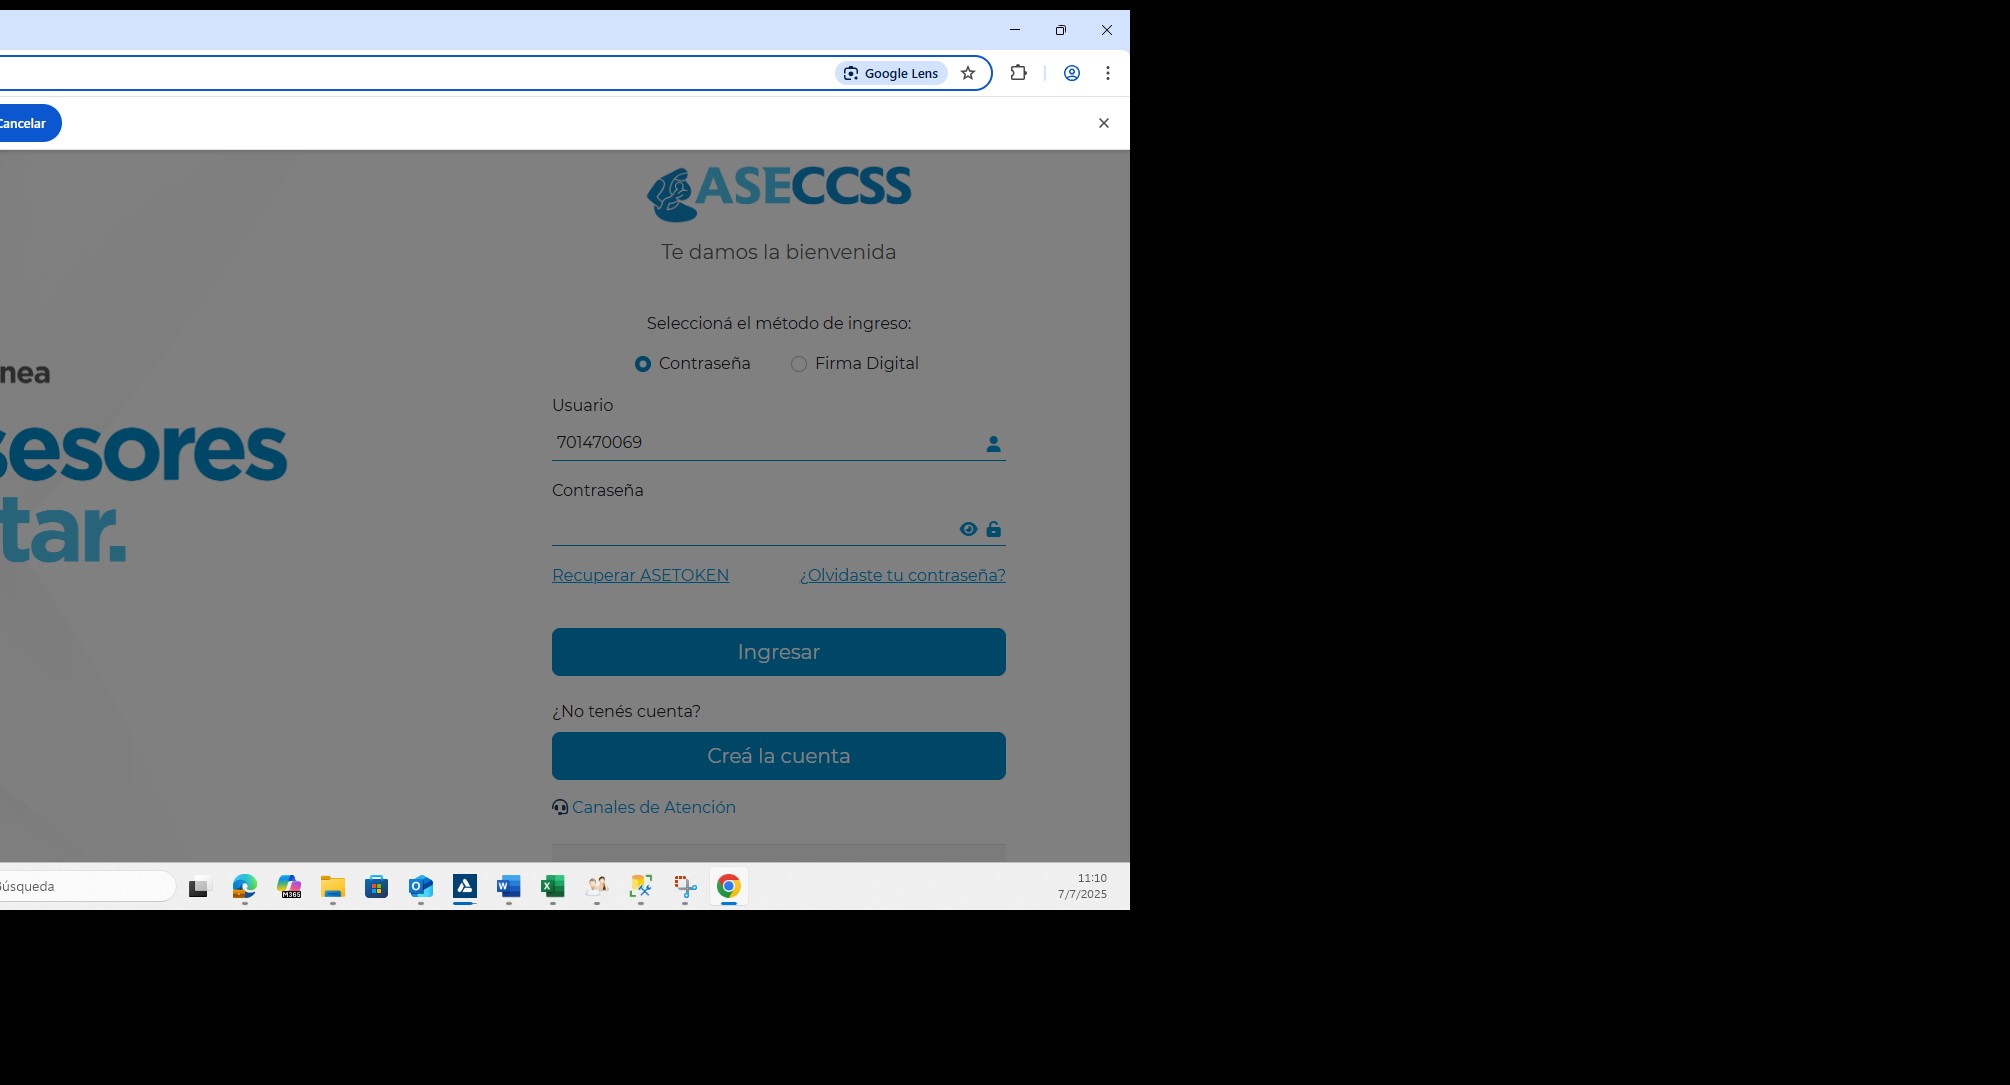 Google Lens
Cancelar
ASECCSS
Te damos la bienvenida
Seleccioná el método de ingreso:
Contraseña
Firma Digital
nea
sesores
tar.
Usuario
701470069
Contraseña
Recuperar ASETOKEN
¿Olvidaste tu contraseña?
Ingresar
¿No tenés cuenta?
Creá la cuenta
Canales de Atención
Búsqueda
M365
11:10
7/7/2025